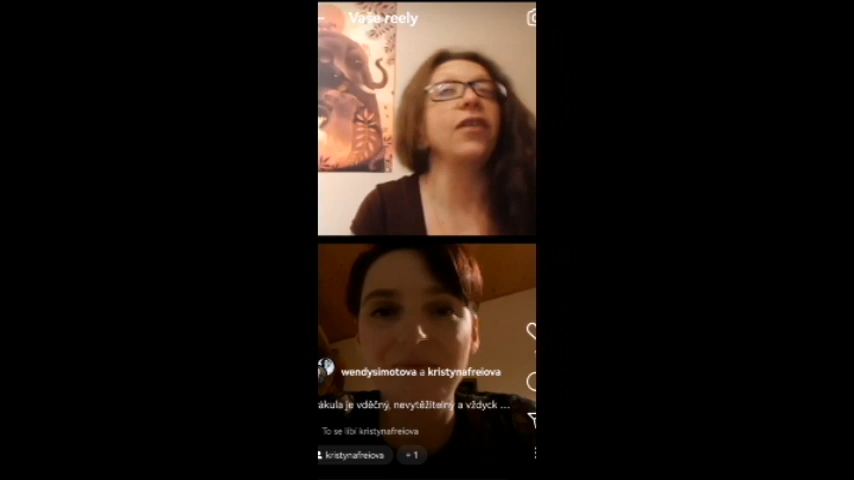 Vaše reely
wendysimotova a kristynafreiova
ákula je vděčný, nevytěžitelný a vždyck ...
To se líbí kristynafreiova
kristynafreiova
+ 1